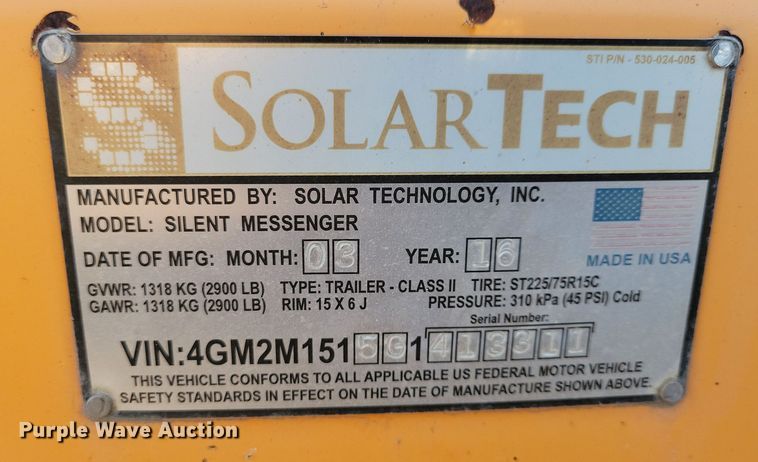 STI P/N - 530-024-005
SOLARTECH
MANUFACTURED BY: SOLAR TECHNOLOGY, INC.
MODEL: SILENT MESSENGER
DATE OF MFG: MONTH: 03 YEAR: 16
MADE IN USA
GVWR: 1318 KG (2900 LB) TYPE: TRAILER - CLASS II TIRE: ST225/75R15C
GAWR: 1318 KG (2900 LB) RIM: 15 X 6 J PRESSURE: 310 kPa (45 PSI) Cold
Serial Number:
VIN:4GM2M1515G1413311
THIS VEHICLE CONFORMS TO ALL APPLICABLE US FEDERAL MOTOR VEHICLE
SAFETY STANDARDS IN EFFECT ON THE DATE OF MANUFACTURE SHOWN ABOVE.
Purple Wave Auction